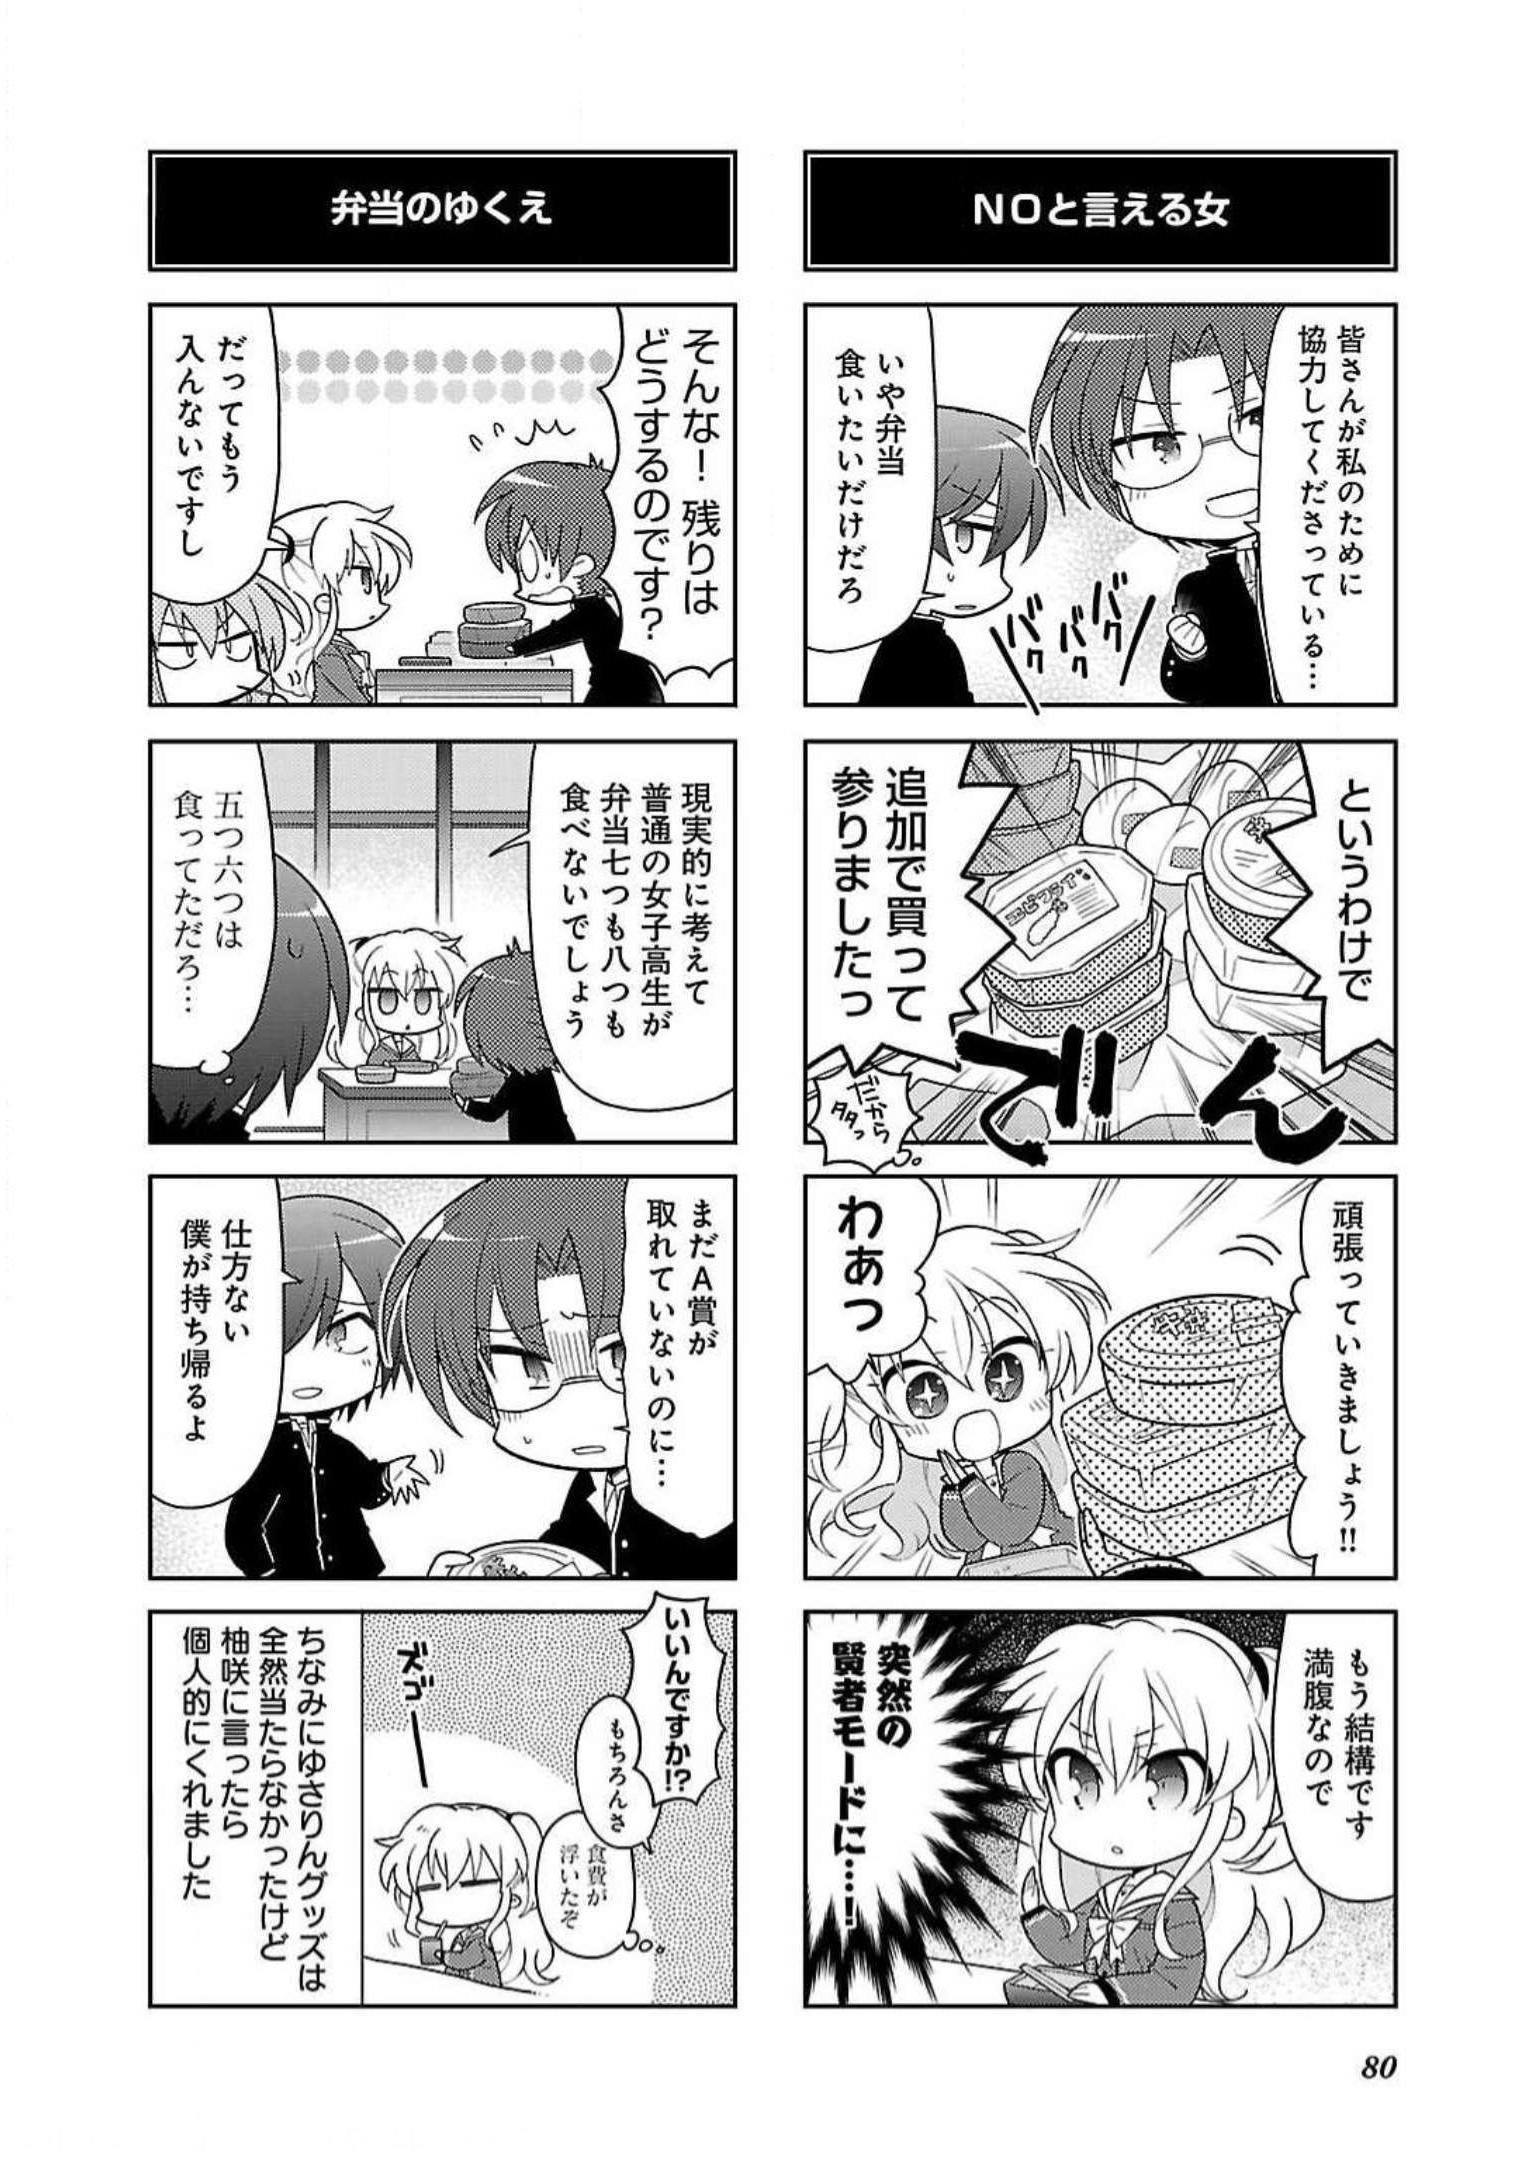 NOと言える女
皆さんが私のために
協力してくださっている…
いや弁当
食いたいだけだろ
バクバクバク
というわけで
追加で買って
参りましたっ
エビフライ
弁
でん
だから
タタっ
頑張っていきましょう!!
わぁっ
弁当
もう結構です
満腹なので
突然の
賢者モードに…!
弁当のゆくえ
そんな！残りは
どうするのです?
だってもう
入んないですし
現実的に考えて
普通の女子高生が
弁当七つも八つも
食べないでしょう
五つ六つは
食ってただろ…
まだA賞が
取れていないのに…
仕方ない
僕が持ち帰るよ
いいんですか!?
もちろんさ
食費が
浮いたぞ
ズゴー
ちなみにゆさりんグッズは
全然当たらなかったけど
柚咲に言ったら
個人的にくれました
80